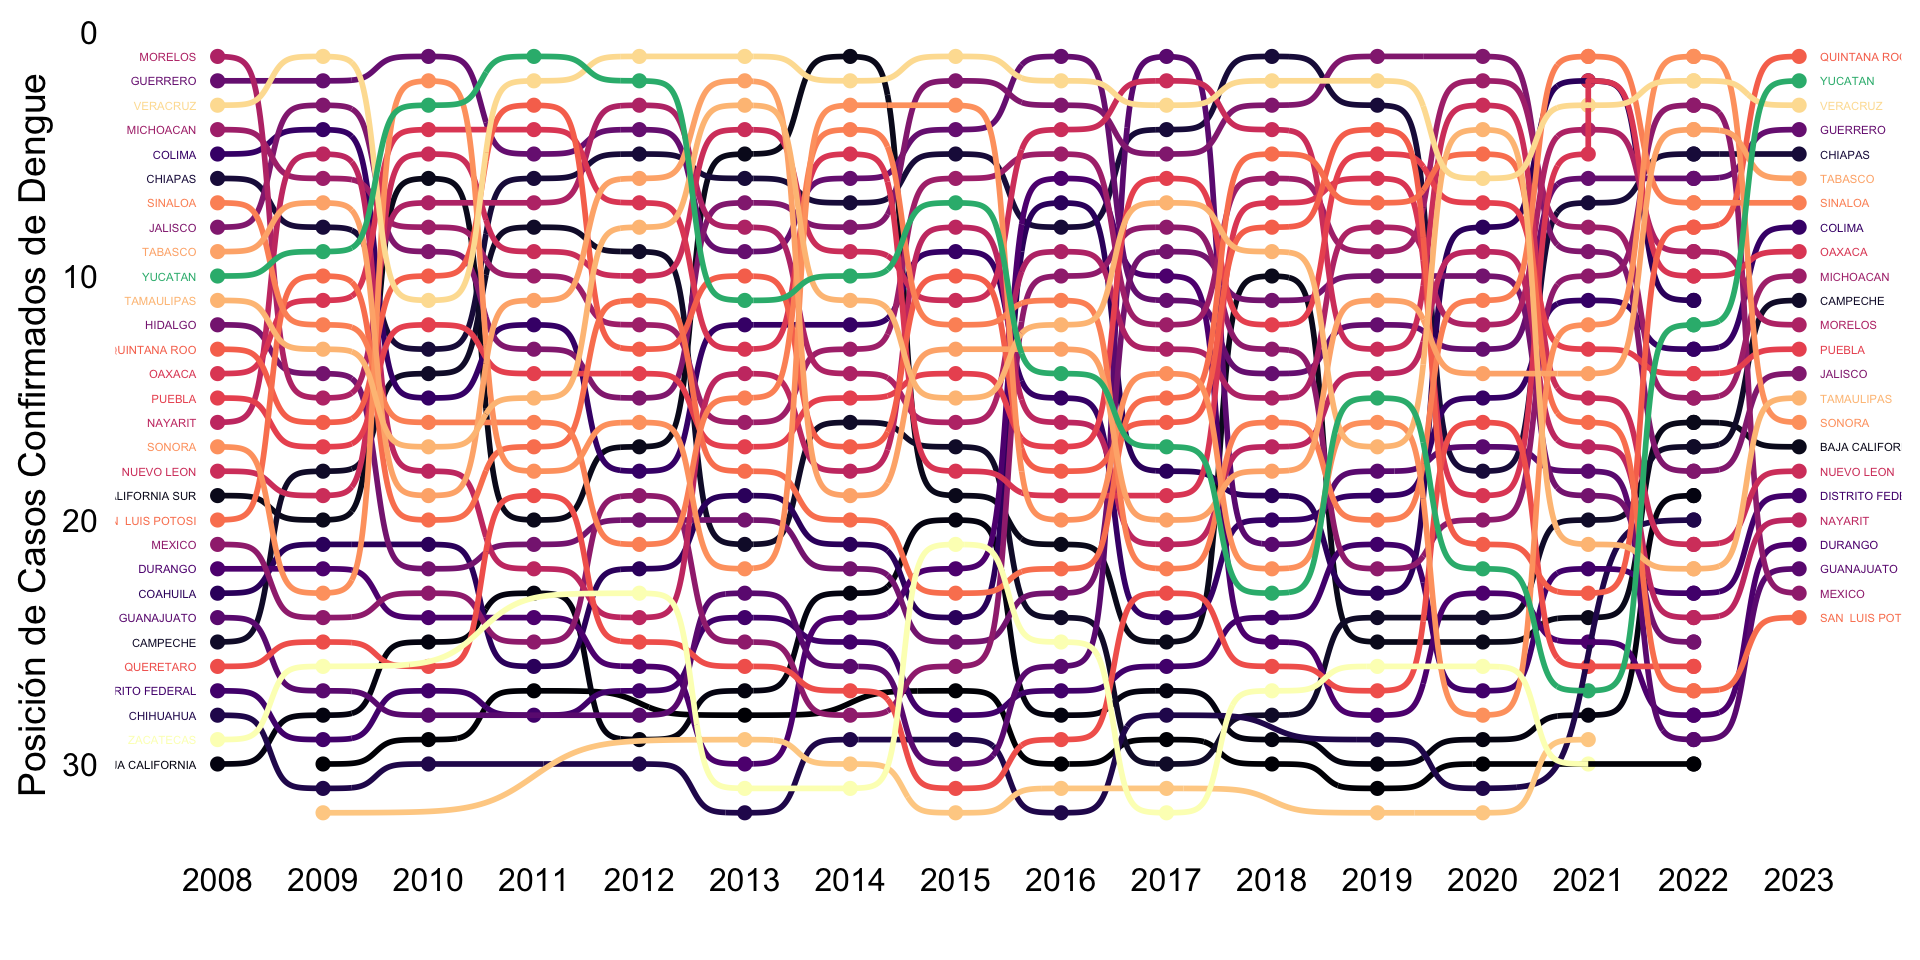 Posición de Casos Confirmados de Dengue
0
10
20
30
MORELOS
GUERRERO
VERACRUZ
MICHOACAN
COLIMA
CHIAPAS
SINALOA
JALISCO
TABASCO
YUCATAN
TAMAULIPAS
HIDALGO
UINTANA ROO
OAXACA
PUEBLA
NAYARIT
SONORA
NUEVO LEON
ALIFORNIA SUR
N LUIS POTOSI
MEXICO
DURANGO
COAHUILA
GUANAJUATO
CAMPECHE
QUERETARO
RITO FEDERAL
CHIHUAHUA
ZACATECAS
JA CALIFORNIA
QUINTANA ROO
YUCATAN
VERACRUZ
GUERRERO
CHIAPAS
TABASCO
SINALOA
COLIMA
OAXACA
MICHOACAN
CAMPECHE
MORELOS
PUEBLA
JALISCO
TAMAULIPAS
SONORA
BAJA CALIFOR
NUEVO LEON
DISTRITO FEDE
NAYARIT
DURANGO
GUANAJUATO
MEXICO
SAN LUIS POT
2008 2009 2010 2011 2012 2013 2014 2015 2016 2017 2018 2019 2020 2021 2022 2023